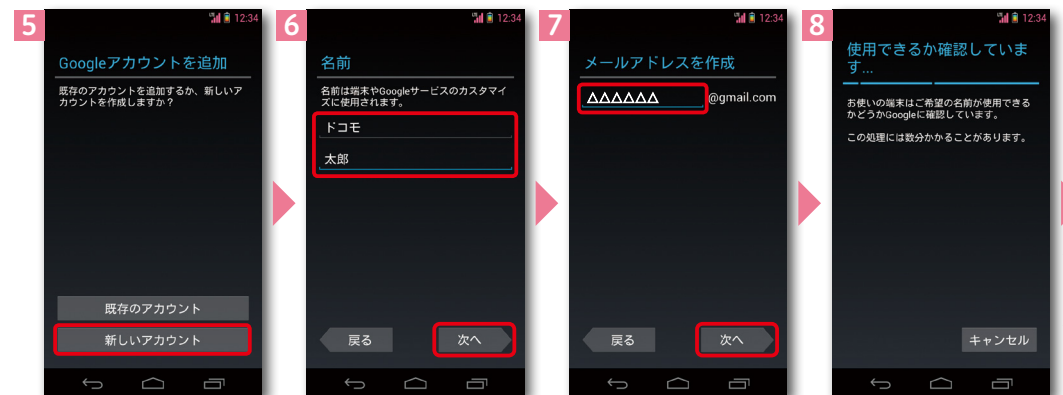 5
12:34
Googleアカウントを追加
既存のアカウントを追加するか、新しいア
カウントを作成しますか？
既存のアカウント
新しいアカウント
6
12:34
名前
名前は端末やGoogleサービスのカスタマイ
ズに使用されます。
ドコモ
太郎
戻る
次へ
7
12:34
メールアドレスを作成
△△△△△△ @gmail.com
戻る
次へ
8
12:34
使用できるか確認していま
す...
お使いの端末はご希望の名前が使用できる
かどうかGoogleに確認しています。
この処理には数分かかることがあります。
キャンセル